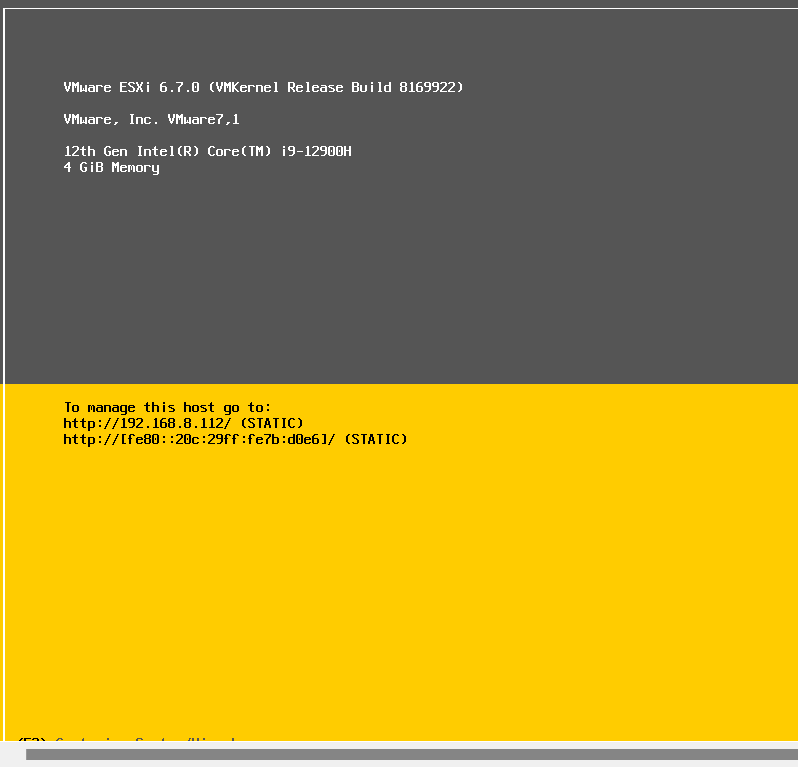 VMware ESXi 6.7.0 (VMKernel Release Build 8169922)
VMware, Inc. VMware7,1
12th Gen Intel(R) Core(TM) i9-12900H
4 GiB Memory
To manage this host go to:
http://192.168.8.112/ (STATIC)
http://[fe80::20c:29ff:fe7b:d0e6]/ (STATIC)